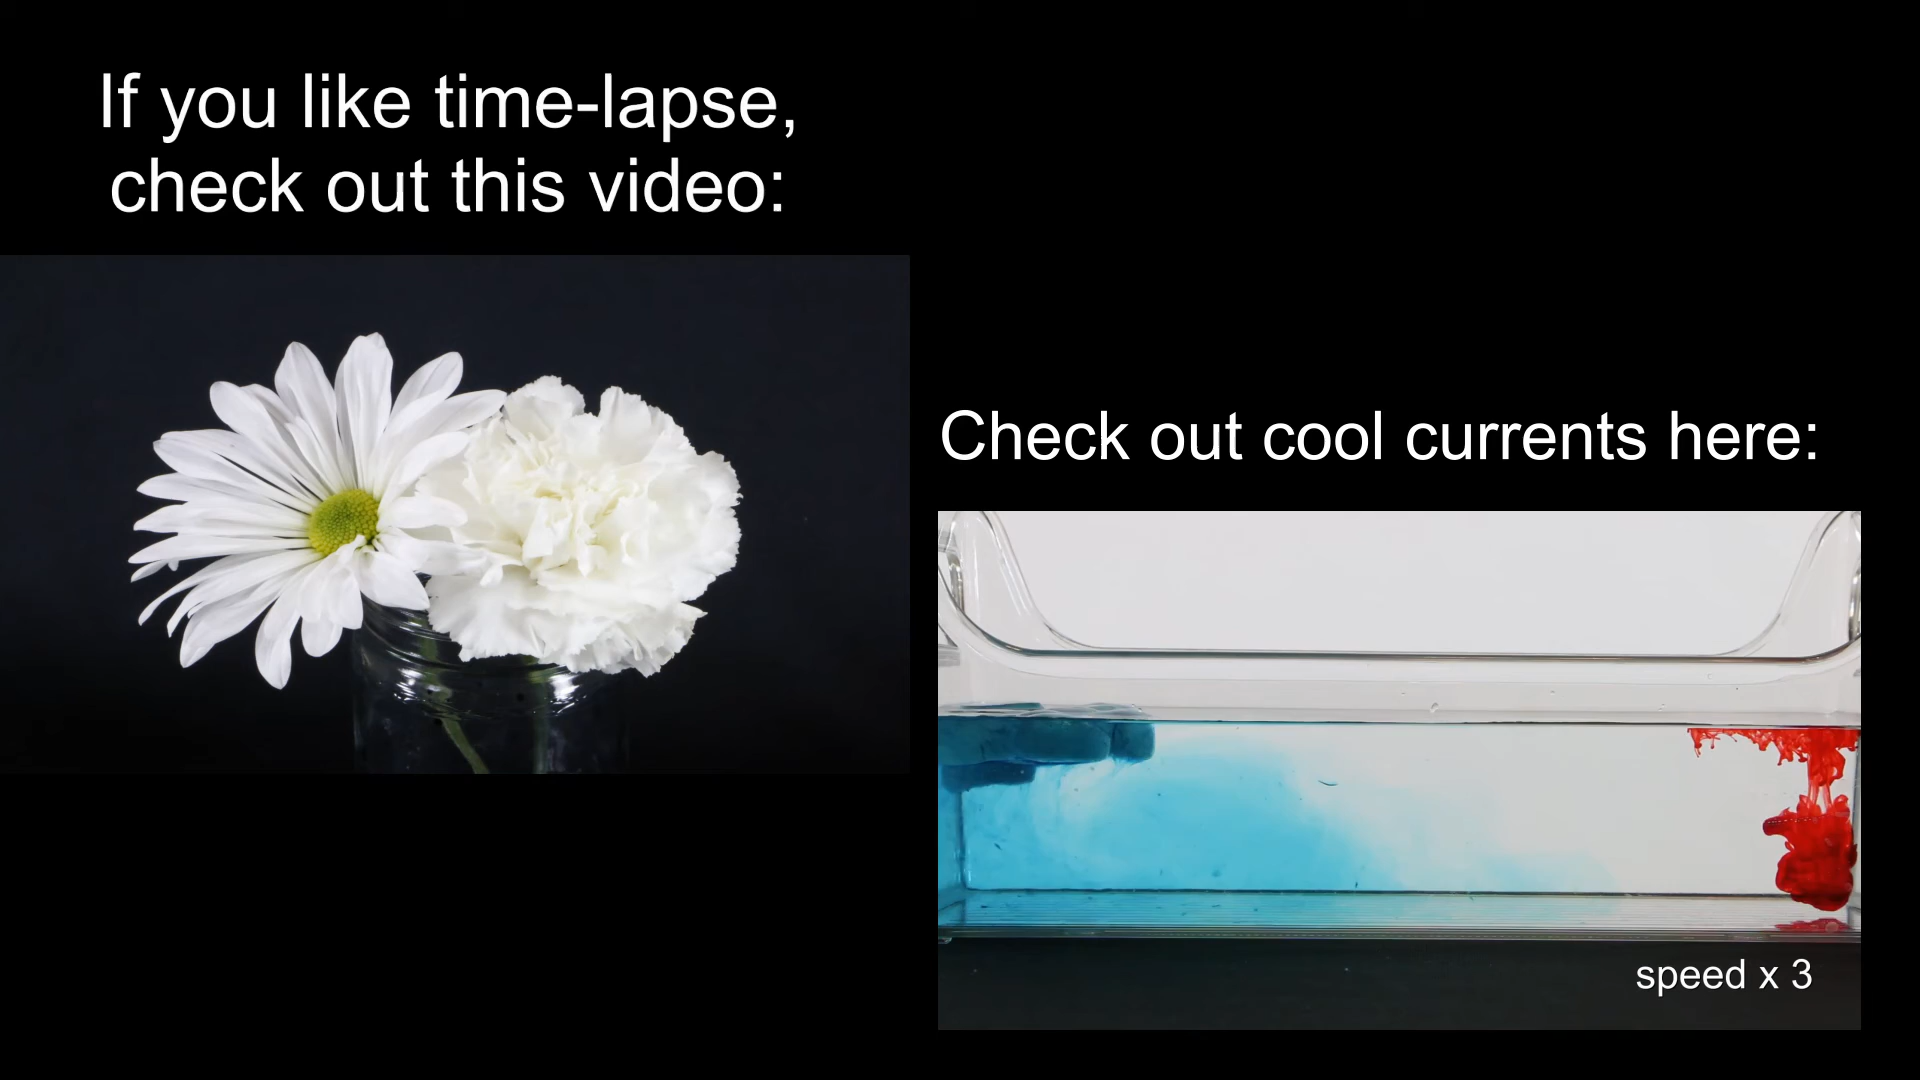 If you like time-lapse,
check out this video:
Check out cool currents here:
speed x 3